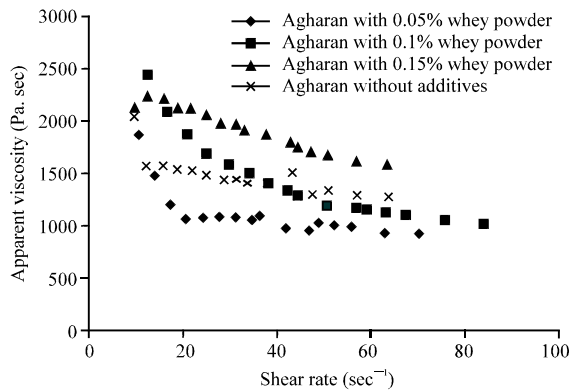 3000
2500
2000
1500
1000
500
0
Apparent viscosity (Pa. sec)
Agharan with 0.05% whey powder
Agharan with 0.1% whey powder
Agharan with 0.15% whey powder
Agharan without additives
0 20 40 60 80 100
Shear rate (sec⁻¹)